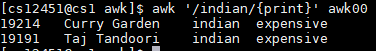 [cs12451@cs1 awk]$ awk '/indian/{print}' awk00
19214    Curry Garden     indian  expensive
19191    Taj Tandoori     indian  expensive